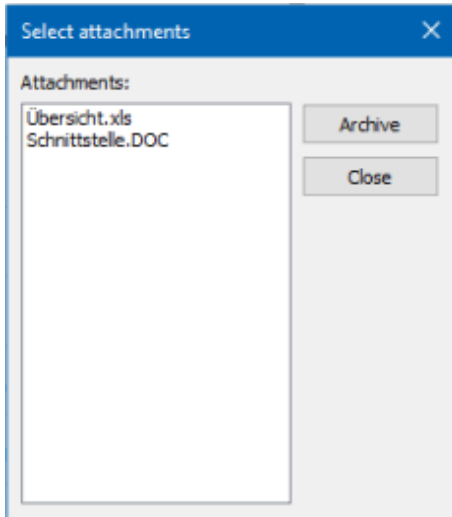 Select attachments
Attachments:
Übersicht.xls
Schnittstelle.DOC
Archive
Close